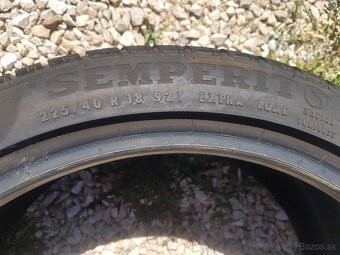 SEMPERIT
225/40 R 18 92Y EXTRA LOAD
RADIAL
TUBELESS
Bazos.sk